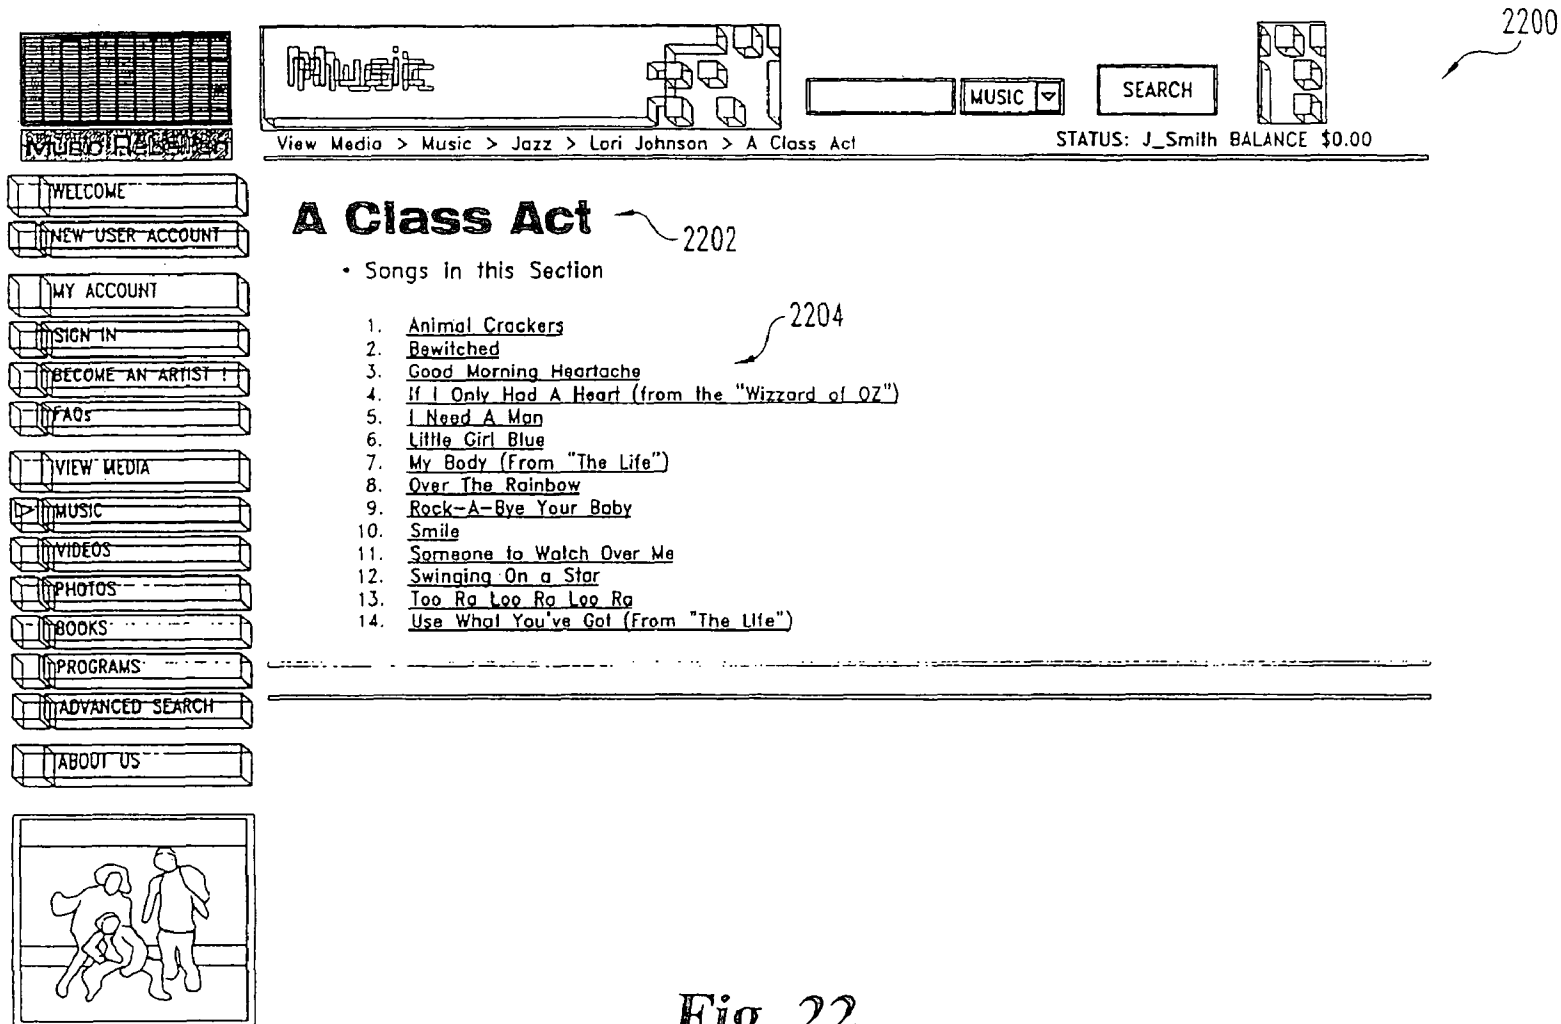 2200
Music
MUSIC
SEARCH
Music Rebellion
View Media > Music > Jazz > Lori Johnson > A Class Act
STATUS: J_Smith BALANCE $0.00
WELCOME
NEW USER ACCOUNT
MY ACCOUNT
SIGN IN
BECOME AN ARTIST !
FAQs
VIEW MEDIA
MUSIC
VIDEOS
PHOTOS
BOOKS
PROGRAMS
ADVANCED SEARCH
ABOUT US
A Class Act
2202
• Songs in this Section
2204
1. Animal Crackers
2. Bewitched
3. Good Morning Heartache
4. If I Only Had A Heart (from the "Wizzard of OZ")
5. I Need A Man
6. Little Girl Blue
7. My Body (From "The Life")
8. Over The Rainbow
9. Rock-A-Bye Your Baby
10. Smile
11. Someone to Watch Over Me
12. Swinging On a Star
13. Too Ra Loo Ra Loo Ra
14. Use What You've Got (From "The Life")
Fig. 22